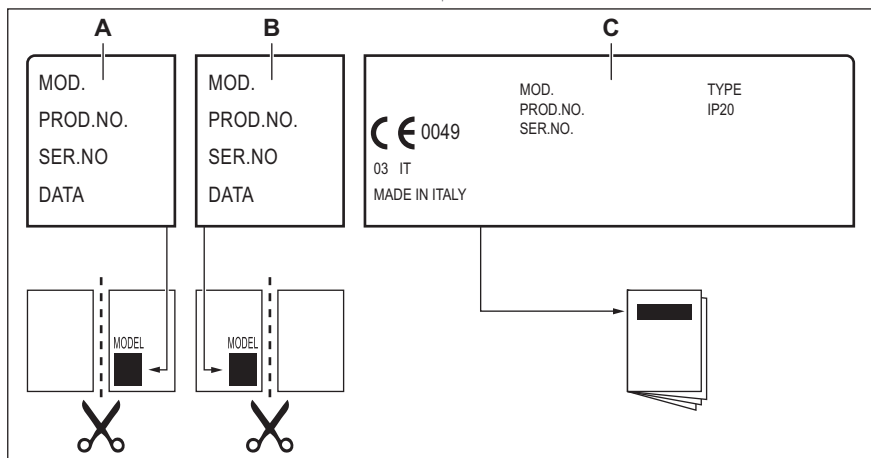 A
B
C
MOD.
PROD.NO.
SER.NO
DATA
MOD.
PROD.NO.
SER.NO
DATA
MOD.
PROD.NO.
SER.NO.
TYPE
IP20
CE 0049
03 IT
MADE IN ITALY
MODEL
MODEL